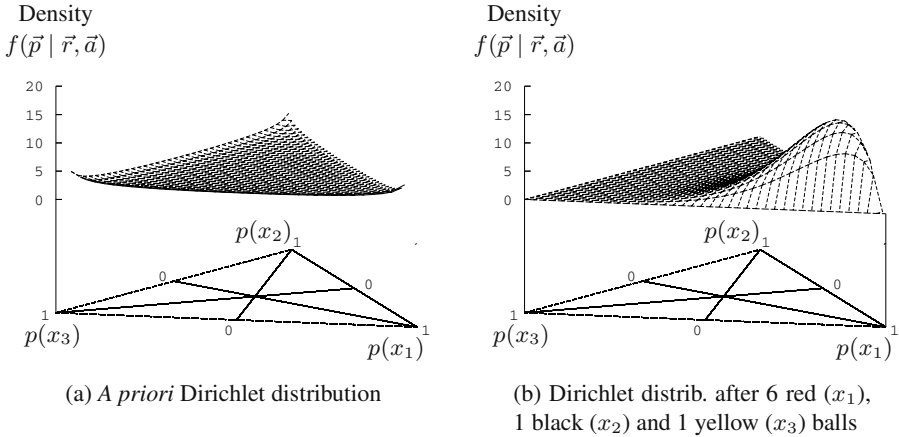 Density
f(p⃗ | r⃗, a⃗)
20
15
10
5
0
p(x₂)
1
0
0
1
0
1
p(x₃)
p(x₁)
(a) A priori Dirichlet distribution
Density
f(p⃗ | r⃗, a⃗)
20
15
10
5
0
p(x₂)
1
0
0
1
0
1
p(x₃)
p(x₁)
(b) Dirichlet distrib. after 6 red (x₁),
1 black (x₂) and 1 yellow (x₃) balls